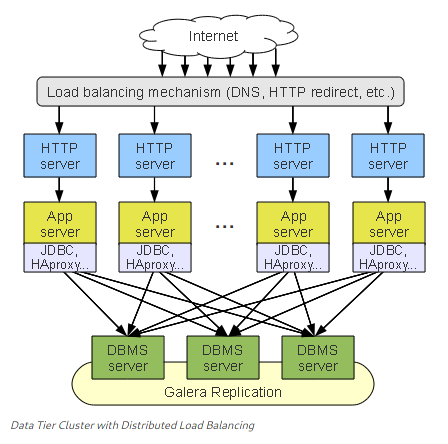 Internet
Load balancing mechanism (DNS, HTTP redirect, etc.)
HTTP
server
HTTP
server
...
HTTP
server
HTTP
server
App
server
App
server
...
App
server
App
server
JDBC,
HAproxy...
JDBC,
HAproxy...
JDBC,
HAproxy...
JDBC,
HAproxy...
DBMS
server
DBMS
server
DBMS
server
Galera Replication
Data Tier Cluster with Distributed Load Balancing